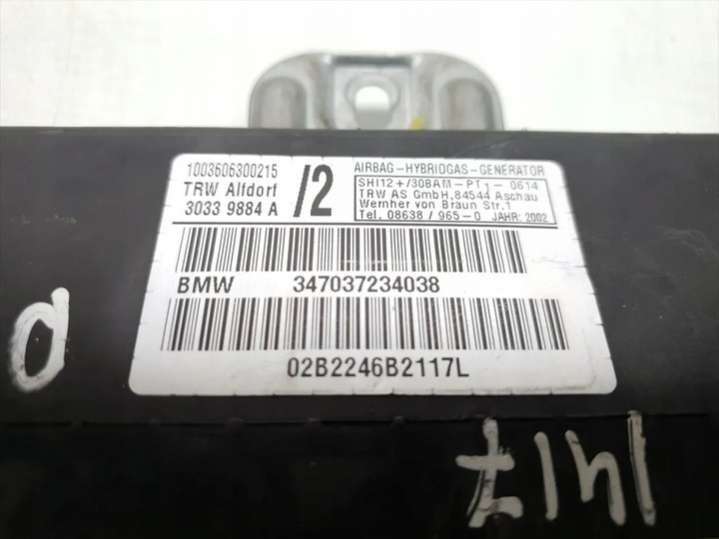 1003606300215
TRW Alfdorf
3033 9884 A
/2
AIRBAG-HYBRIDGAS-GENERATOR
SHI12+/30BAM-PT1-0614
TRW AS GmbH,84544 Aschau
Wernher von Braun Str.1
Tel. 08638 / 965-0 JAHR: 2002
BMW 347037234038
02B2246B2117L
P
1417